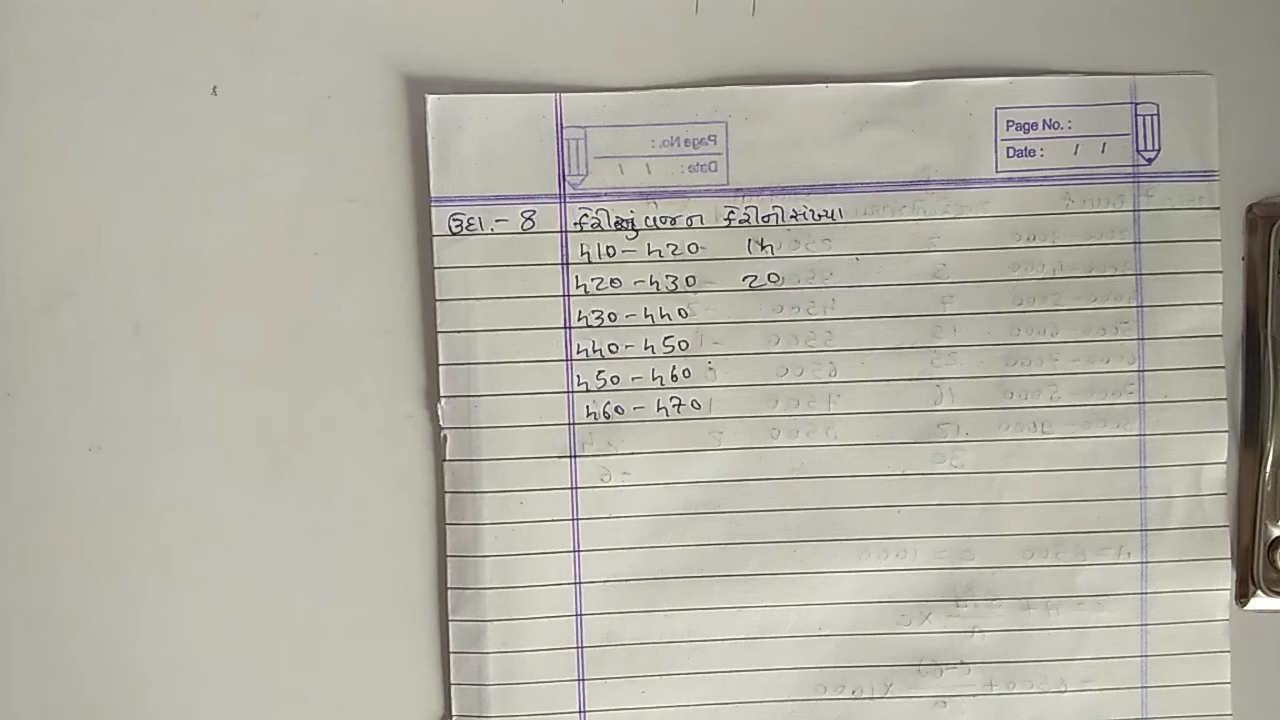 Page No. :
Date : / /
ઉદા.- 8 કેરીનું વજન કેરીની સંખ્યા
410 - 420 14
420 - 430 20
430 - 440
440 - 450
450 - 460
460 - 470